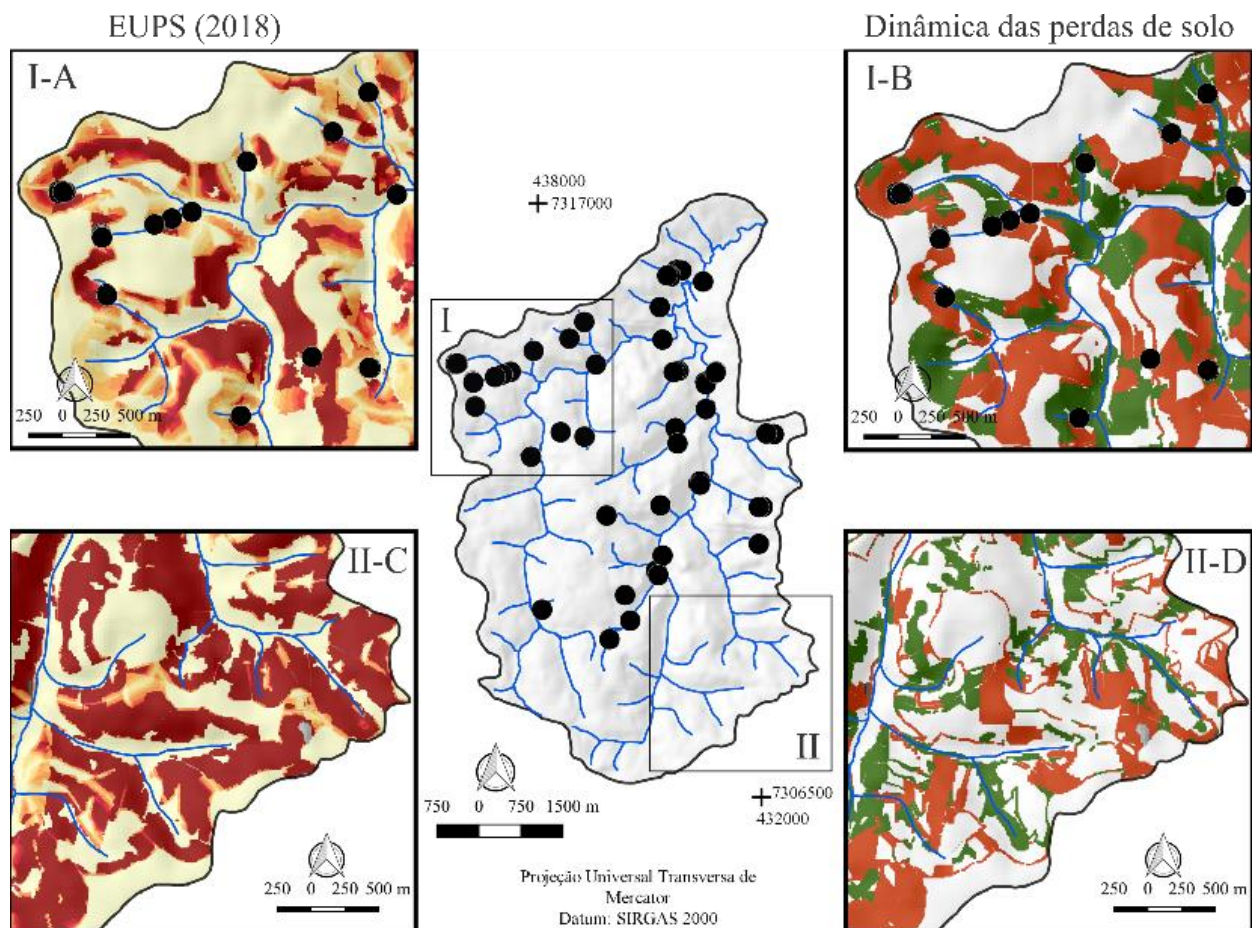 EUPS (2018)
Dinâmica das perdas de solo
I-A
I-B
250 0 250 500 m
250 0 250 500 m
438000
7317000
I
II
II-C
II-D
750 0 750 1500 m
7306500
432000
250 0 250 500 m
250 0 250 500 m
Projeção Universal Transversa de
Mercator
Datum: SIRGAS 2000